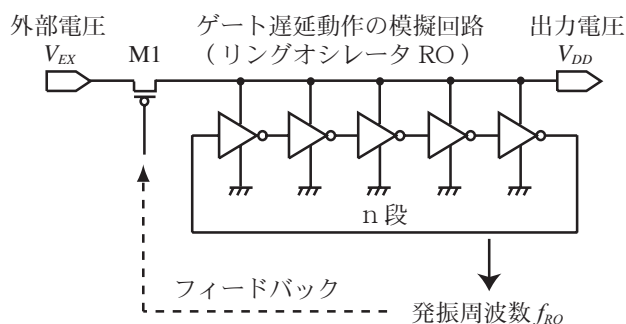 外部電圧
V_EX
M1
ゲート遅延動作の模擬回路
（リングオシレータ RO）
出力電圧
V_DD
n 段
フィードバック
発振周波数 f_RO